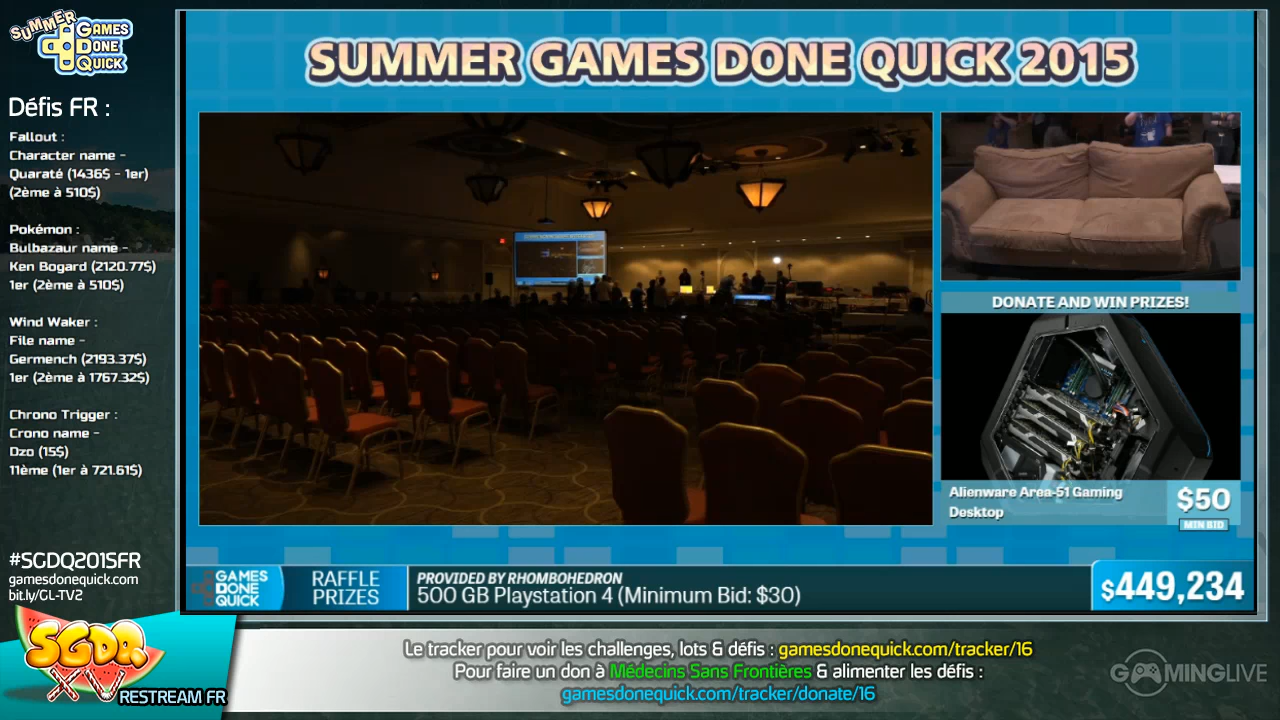 SUMMER
GAMES
DONE
QUICK
Défis FR :
Fallout :
Character name -
Quaraté (1436$ - 1er)
(2ème à 510$)
Pokémon :
Bulbazaur name -
Ken Bogard (2120.77$)
1er (2ème à 510$)
Wind Waker :
File name -
Germench (2193.37$)
1er (2ème à 1767.32$)
Chrono Trigger :
Crono name -
Dzo (15$)
11ème (1er à 721.61$)
#SGDQ2015FR
gamesdonequick.com
bit.ly/GL-TV2
SGDQ
XV
RESTREAM FR
SUMMER GAMES DONE QUICK 2015
DONATE AND WIN PRIZES!
Alienware Area-51 Gaming
Desktop
$50
MIN BID
GAMES
DONE
QUICK
RAFFLE
PRIZES
PROVIDED BY RHOMBOHEDRON
500 GB Playstation 4 (Minimum Bid: $30)
$449,234
Le tracker pour voir les challenges, lots & défis : gamesdonequick.com/tracker/16
Pour faire un don à Médecins Sans Frontières & alimenter les défis :
gamesdonequick.com/tracker/donate/16
GAMINGLIVE